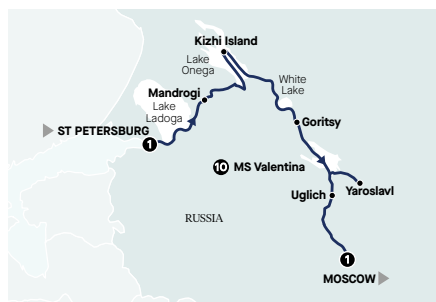 Kizhi Island
Lake
Onega
White
Lake
Mandrogi
Lake
Ladoga
ST PETERSBURG
1
Goritsy
10 MS Valentina
Yaroslavl
Uglich
RUSSIA
1
MOSCOW